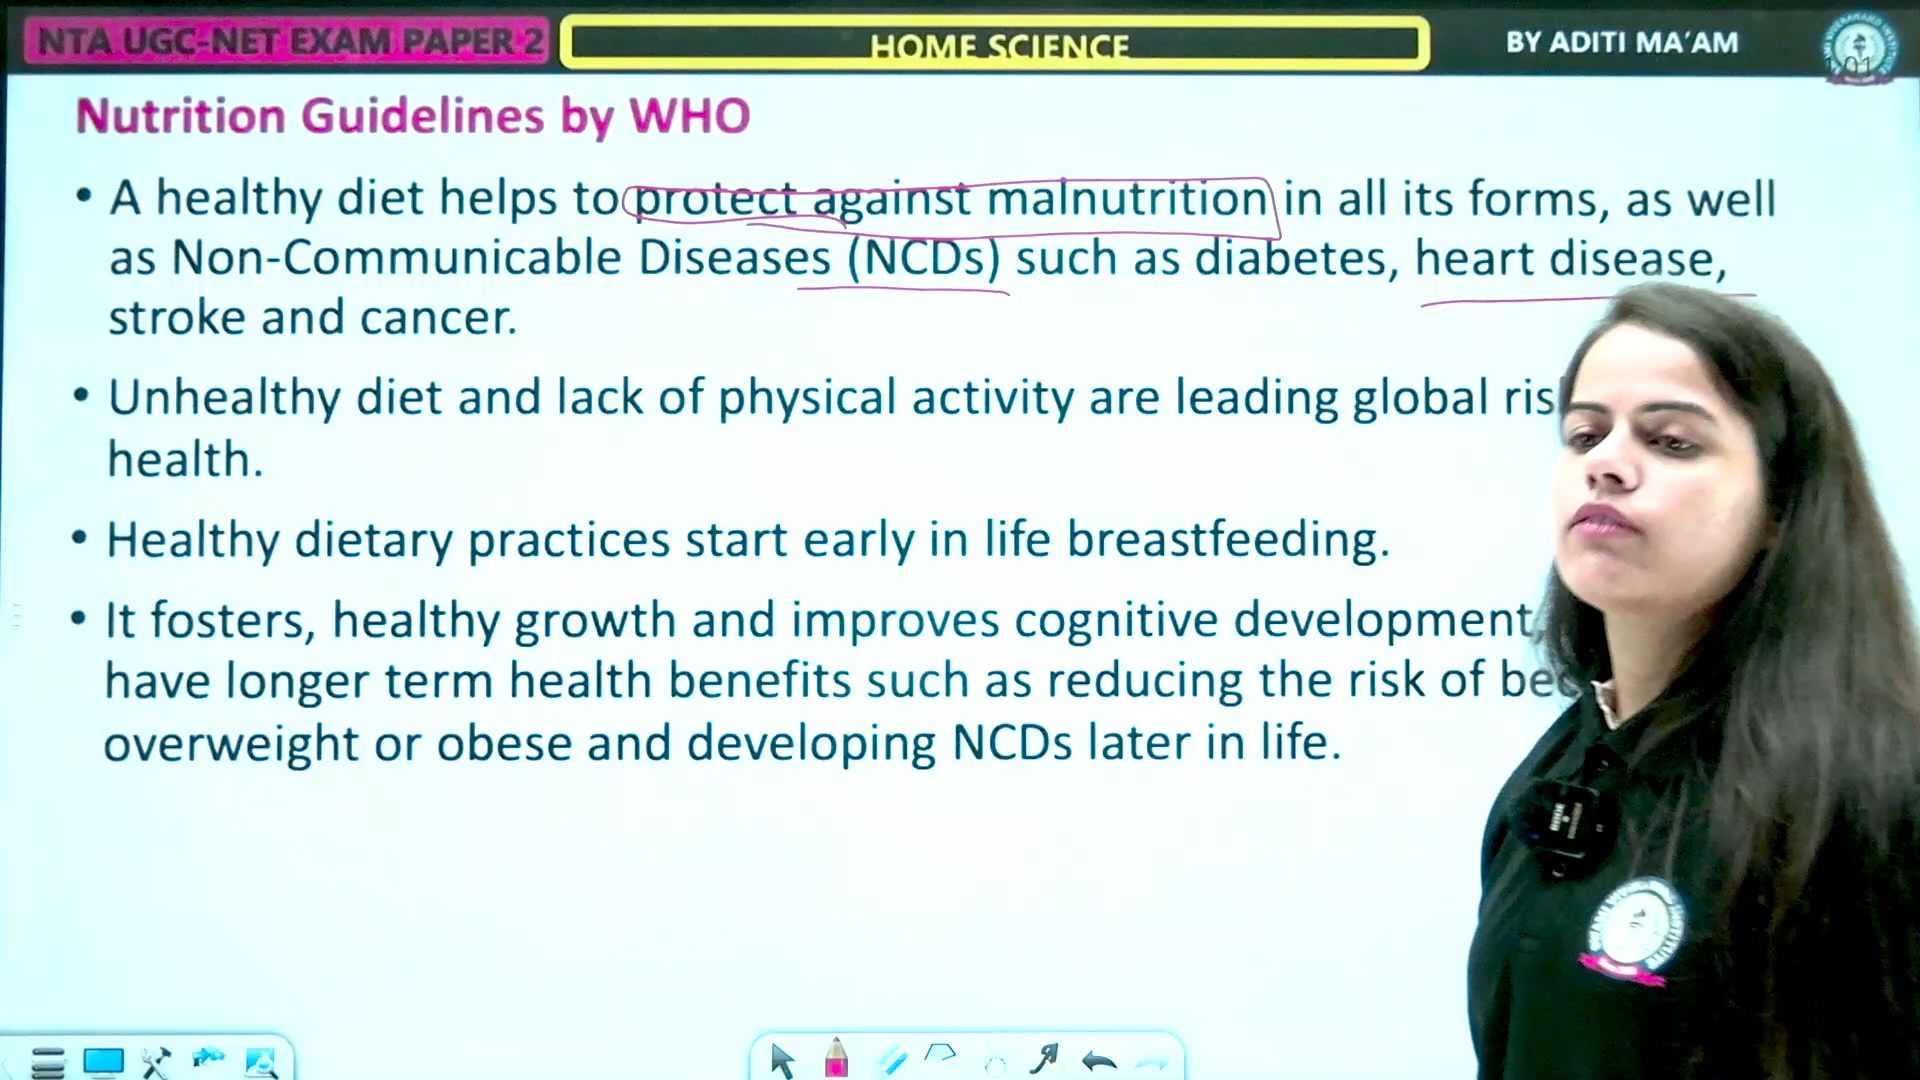 NTA UGC-NET EXAM PAPER 2
HOME SCIENCE
BY ADITI MA'AM
Nutrition Guidelines by WHO
• A healthy diet helps to protect against malnutrition in all its forms, as well
as Non-Communicable Diseases (NCDs) such as diabetes, heart disease,
stroke and cancer.
• Unhealthy diet and lack of physical activity are leading global
health.
• Healthy dietary practices start early in life breastfeeding.
• It fosters, healthy growth and improves cognitive development,
have longer term health benefits such as reducing the risk of
overweight or obese and developing NCDs later in life.